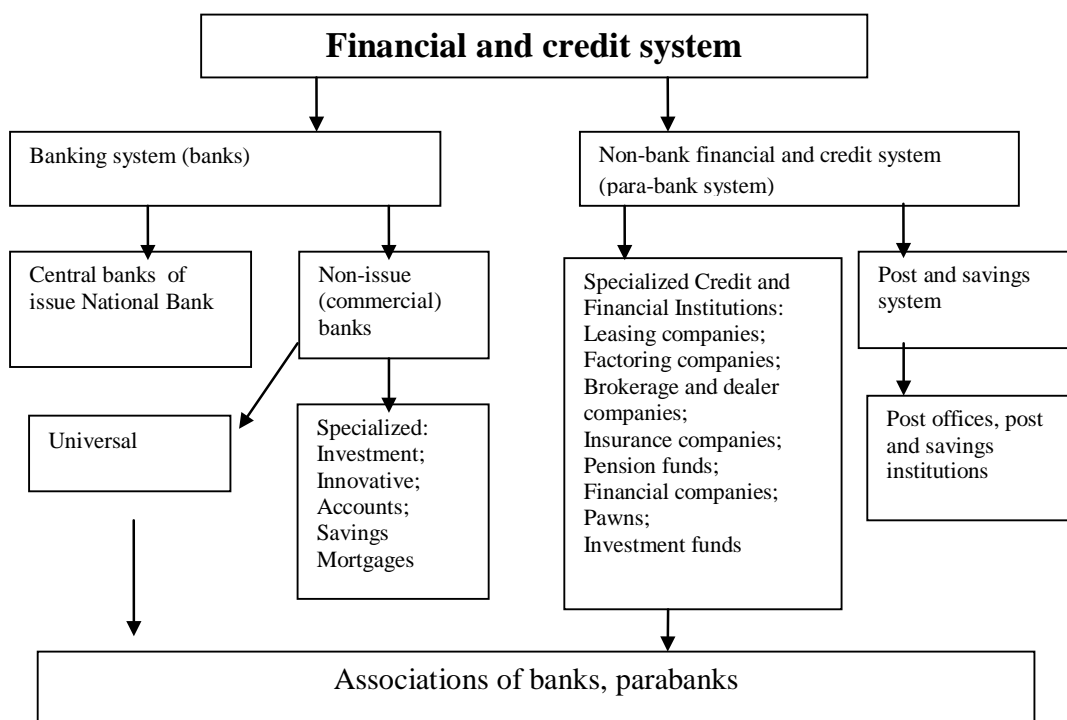 Financial and credit system
Banking system (banks)
Non-bank financial and credit system
(para-bank system)
Central banks of
issue National Bank
Non-issue
(commercial)
banks
Specialized Credit and
Financial Institutions:
Leasing companies;
Factoring companies;
Brokerage and dealer
companies;
Insurance companies;
Pension funds;
Financial companies;
Pawns;
Investment funds
Post and savings
system
Universal
Specialized:
Investment;
Innovative;
Accounts;
Savings
Mortgages
Post offices, post
and savings
institutions
Associations of banks, parabanks